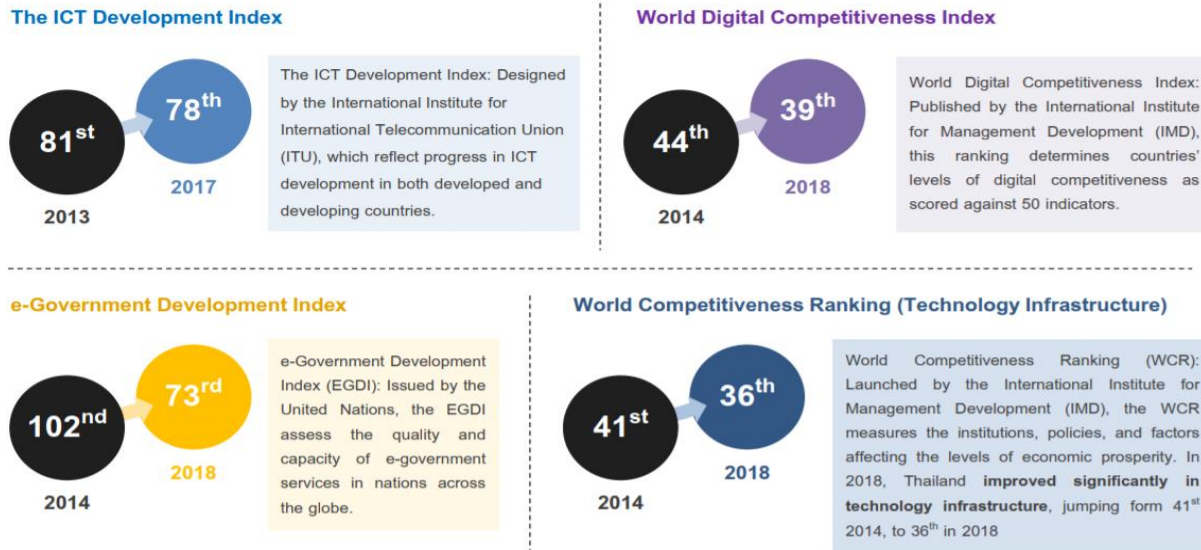 The ICT Development Index
81st
2013
78th
2017
The ICT Development Index: Designed
by the International Institute for
International Telecommunication Union
(ITU), which reflect progress in ICT
development in both developed and
developing countries.
World Digital Competitiveness Index
44th
2014
39th
2018
World Digital Competitiveness Index:
Published by the International Institute
for Management Development (IMD),
this ranking determines countries'
levels of digital competitiveness as
scored against 50 indicators.
e-Government Development Index
102nd
2014
73rd
2018
e-Government Development
Index (EGDI): Issued by the
United Nations, the EGDI
assess the quality and
capacity of e-government
services in nations across
the globe.
World Competitiveness Ranking (Technology Infrastructure)
41st
2014
36th
2018
World Competitiveness Ranking (WCR):
Launched by the International Institute for
Management Development (IMD), the WCR
measures the institutions, policies, and factors
affecting the levels of economic prosperity. In
2018, Thailand improved significantly in
technology infrastructure, jumping form 41st
2014, to 36th in 2018